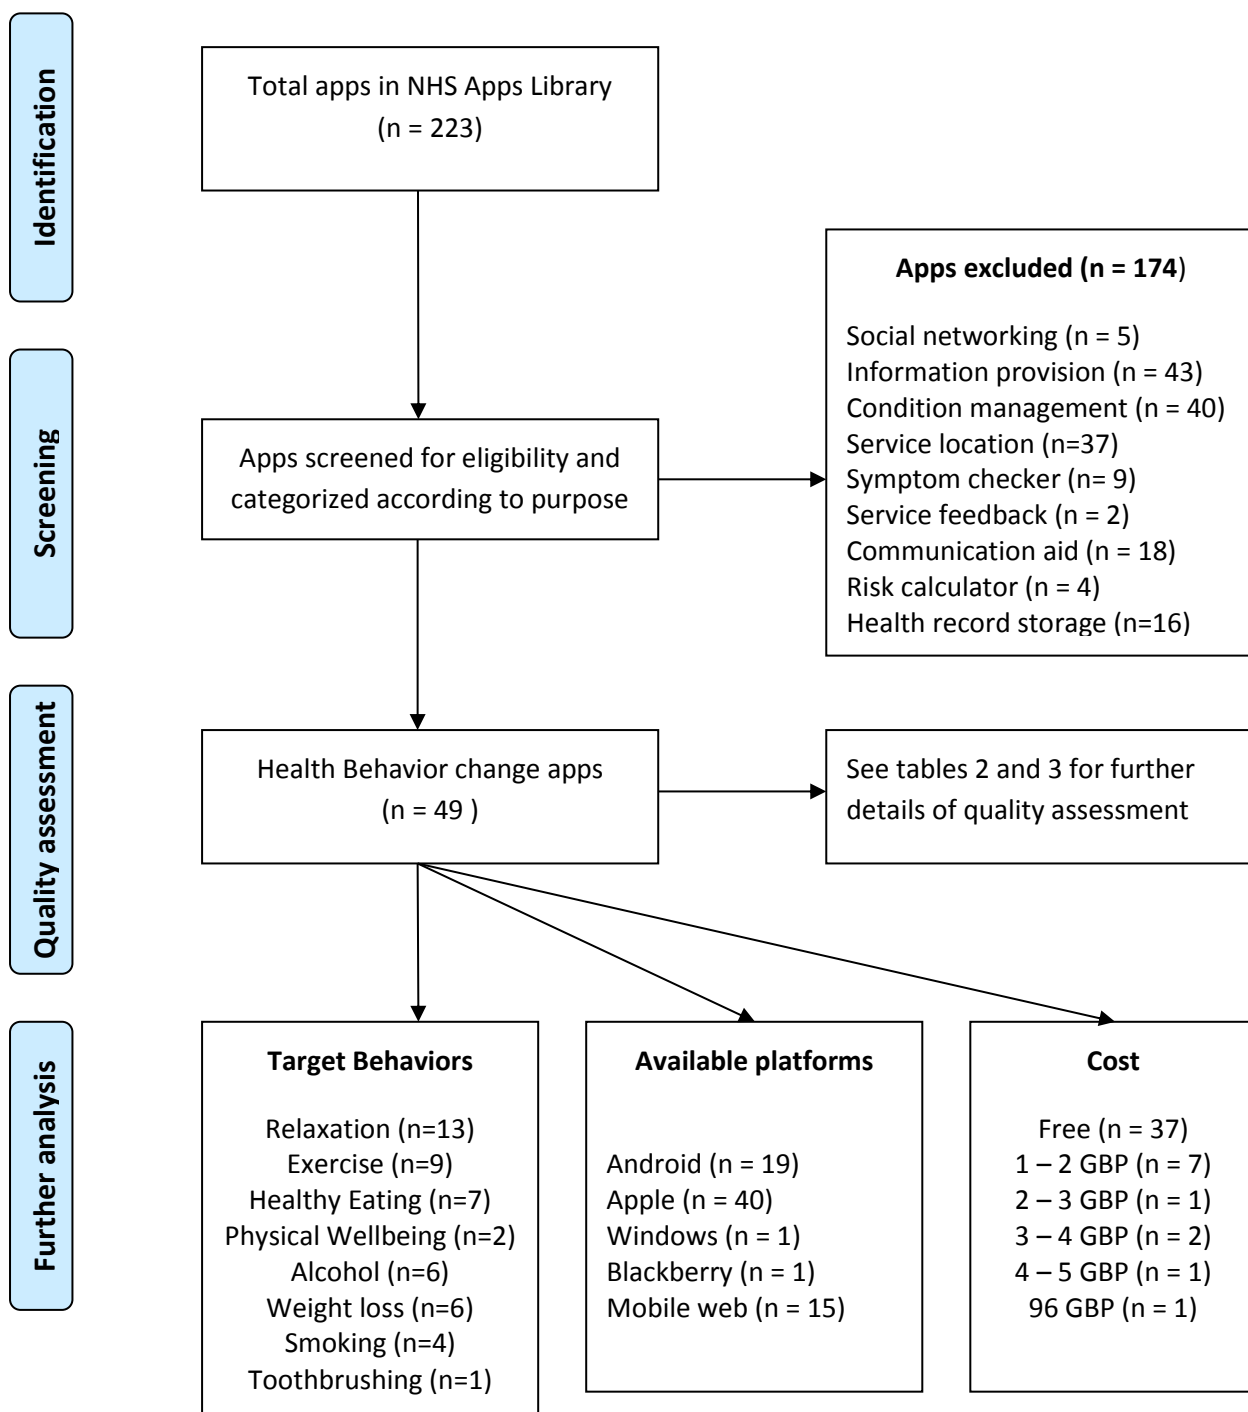 Identification
Total apps in NHS Apps Library
(n = 223)
Screening
Apps screened for eligibility and
categorized according to purpose
Apps excluded (n = 174)
Social networking (n = 5)
Information provision (n = 43)
Condition management (n = 40)
Service location (n=37)
Symptom checker (n= 9)
Service feedback (n = 2)
Communication aid (n = 18)
Risk calculator (n = 4)
Health record storage (n=16)
Quality assessment
Health Behavior change apps
(n = 49 )
See tables 2 and 3 for further
details of quality assessment
Further analysis
Target Behaviors
Relaxation (n=13)
Exercise (n=9)
Healthy Eating (n=7)
Physical Wellbeing (n=2)
Alcohol (n=6)
Weight loss (n=6)
Smoking (n=4)
Toothbrushing (n=1)
Available platforms
Android (n = 19)
Apple (n = 40)
Windows (n = 1)
Blackberry (n = 1)
Mobile web (n = 15)
Cost
Free (n = 37)
1 – 2 GBP (n = 7)
2 – 3 GBP (n = 1)
3 – 4 GBP (n = 2)
4 – 5 GBP (n = 1)
96 GBP (n = 1)